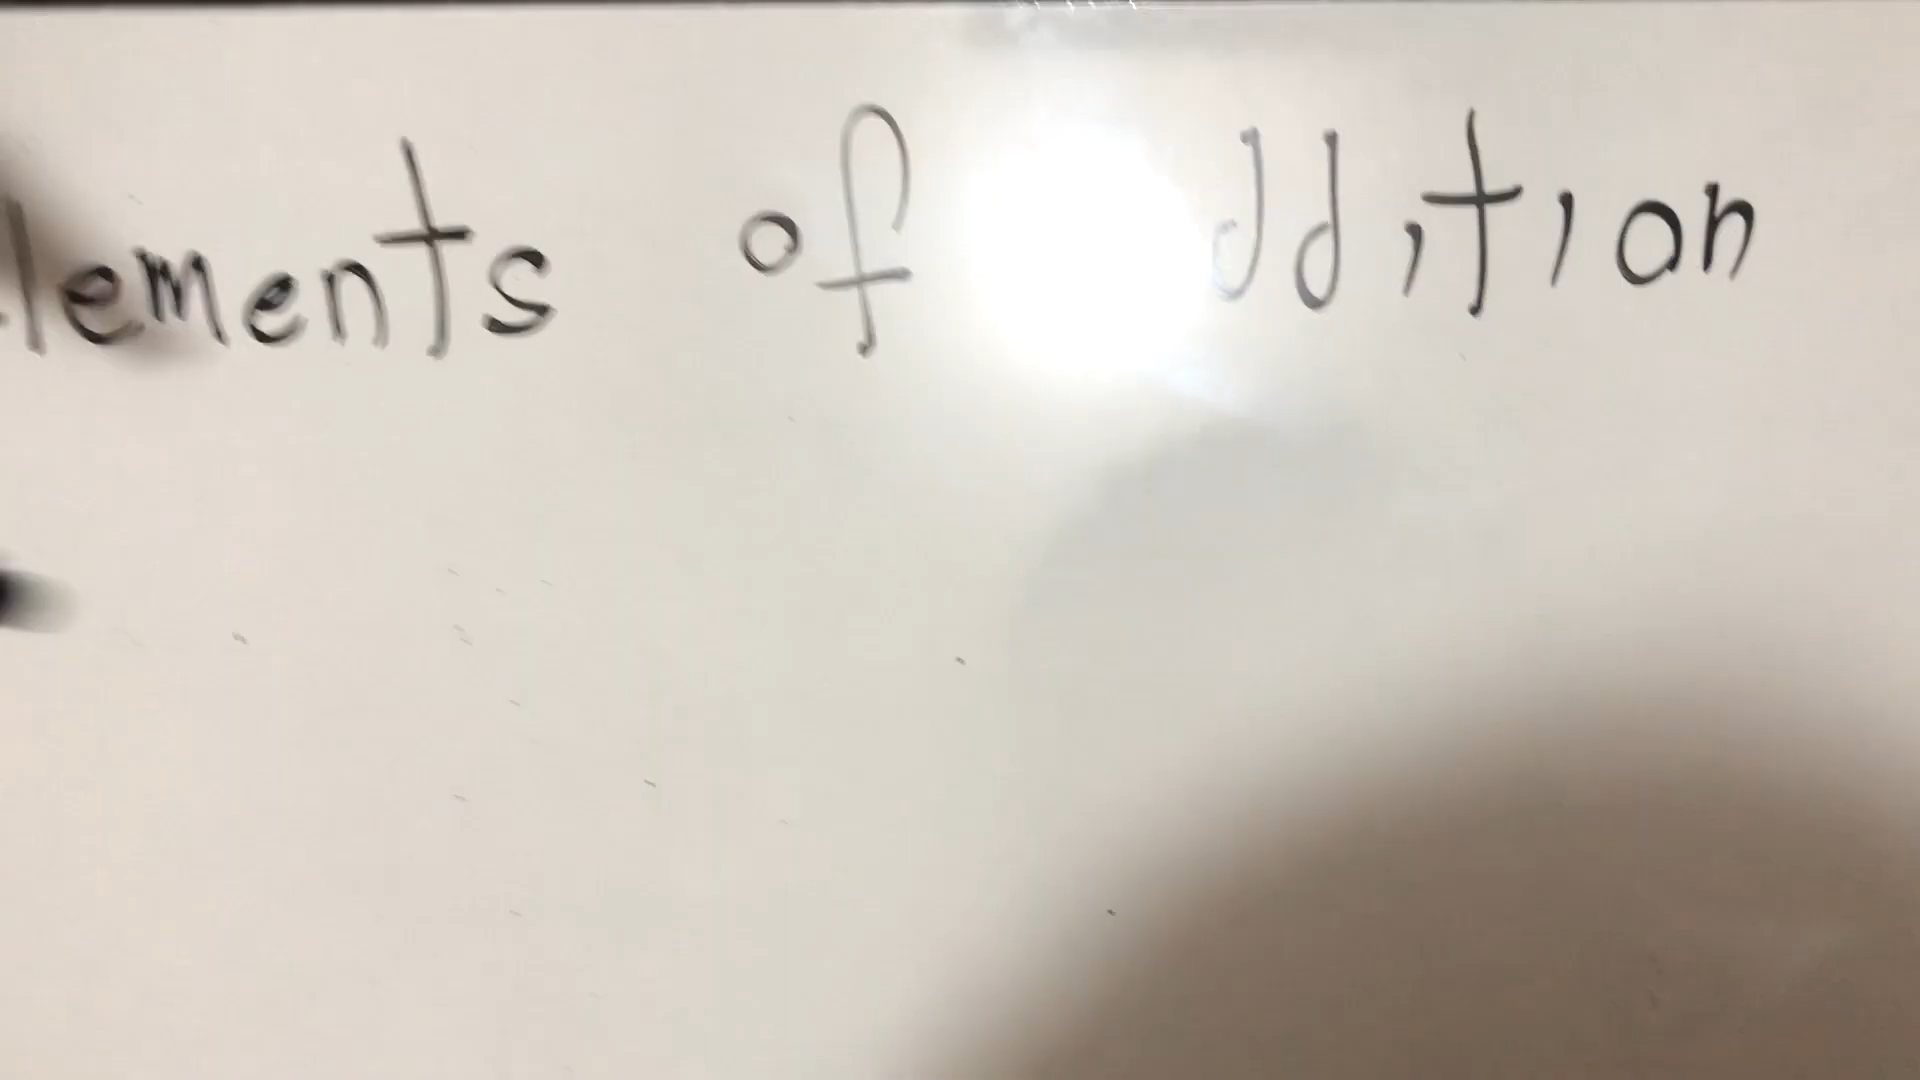 lements of ddition